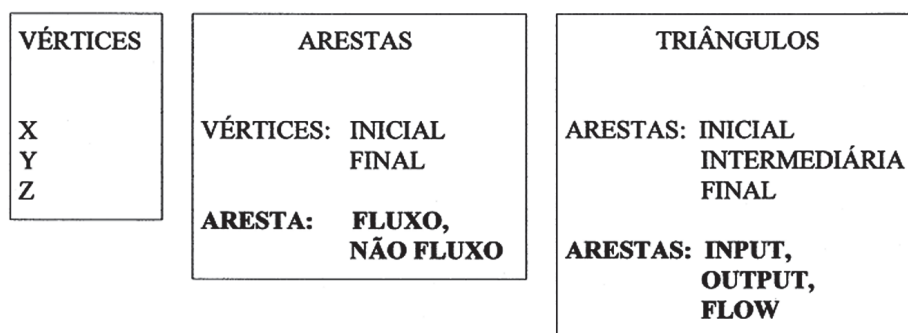 VÉRTICES
X
Y
Z
ARESTAS
VÉRTICES: INICIAL
FINAL
ARESTA: FLUXO,
NÃO FLUXO
TRIÂNGULOS
ARESTAS: INICIAL
INTERMEDIÁRIA
FINAL
ARESTAS: INPUT,
OUTPUT,
FLOW